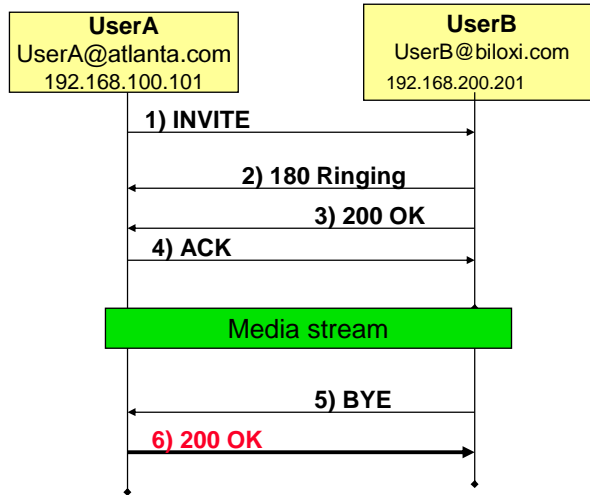 UserA
UserA@atlanta.com
192.168.100.101
UserB
UserB@biloxi.com
192.168.200.201
1) INVITE
2) 180 Ringing
3) 200 OK
4) ACK
Media stream
5) BYE
6) 200 OK